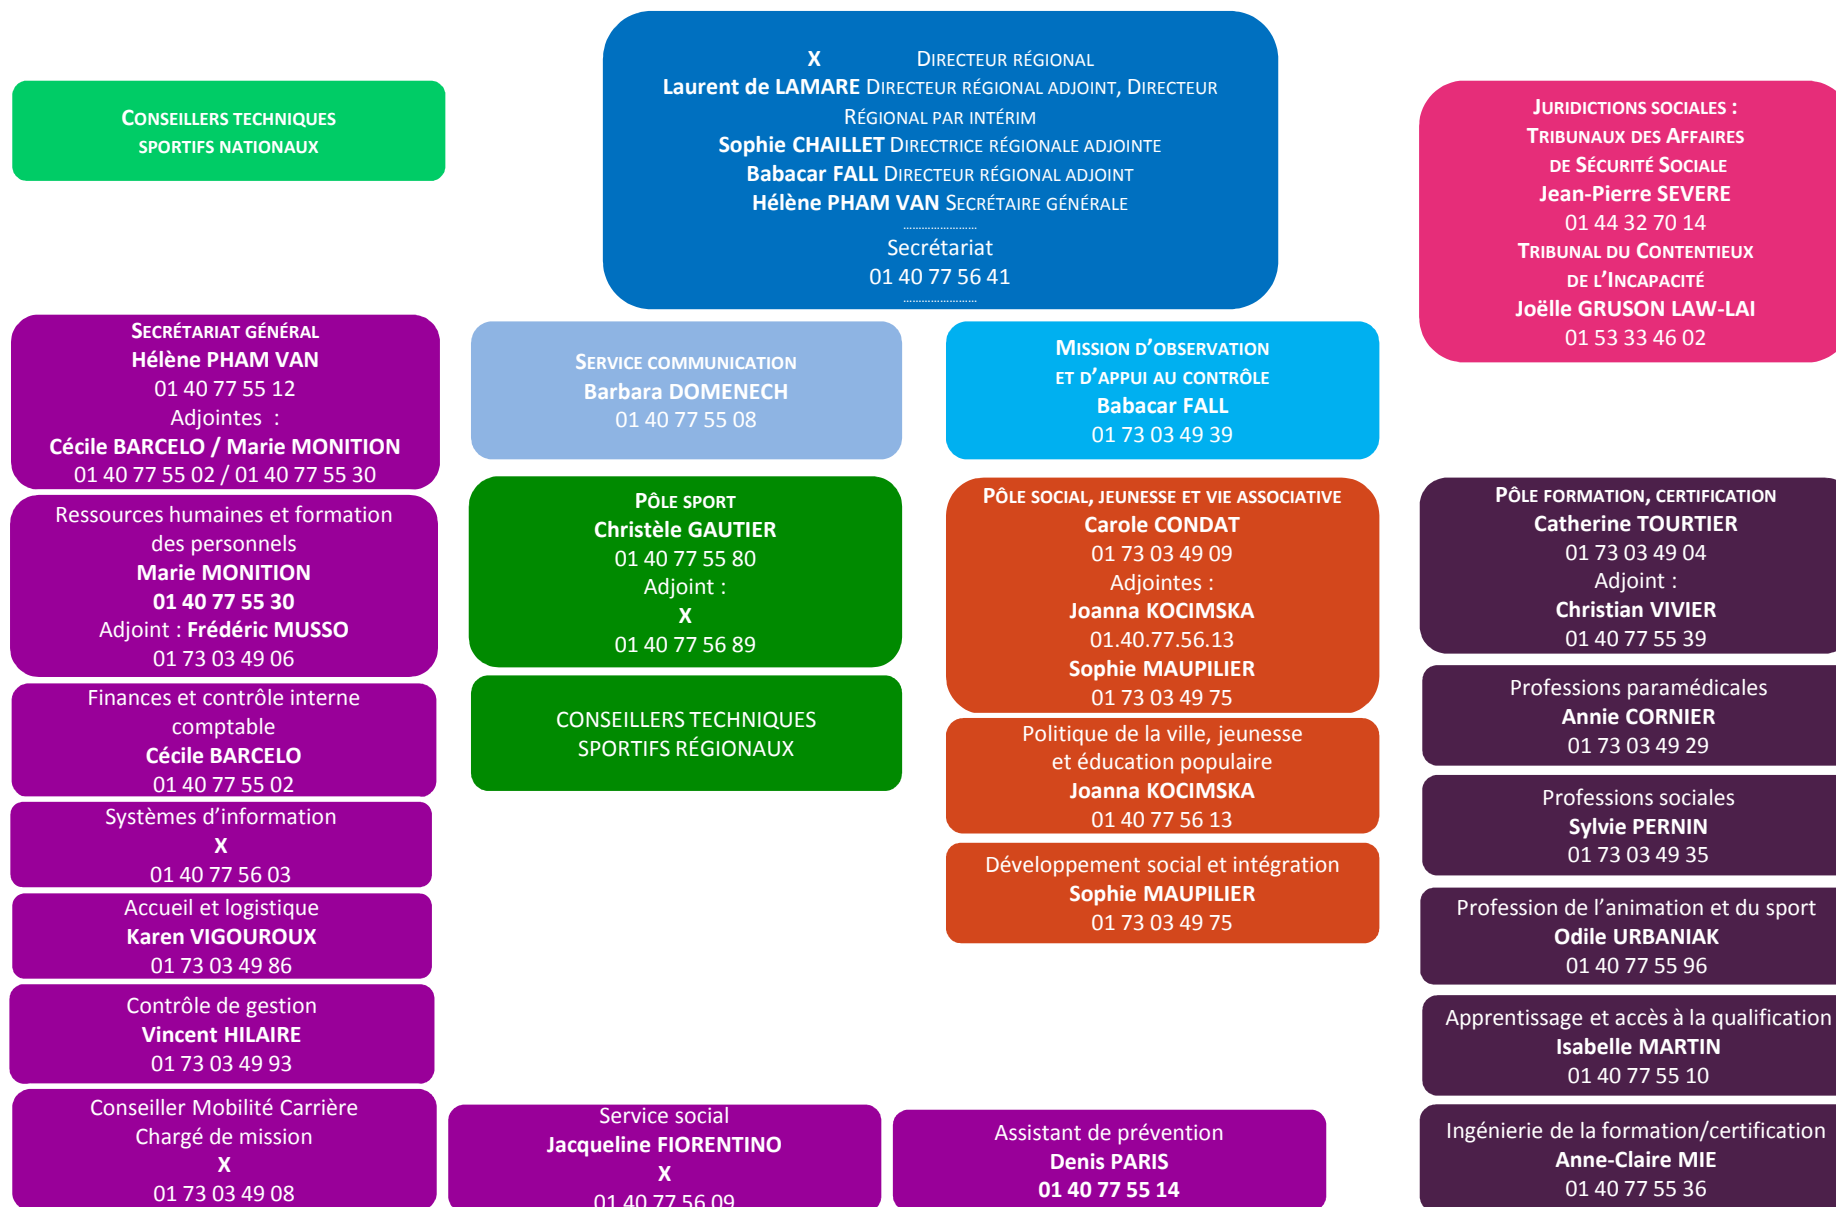 X Directeur régional
Laurent de LAMARE Directeur régional adjoint, Directeur
Régional par intérim
Sophie CHAILLET Directrice régionale adjointe
Babacar FALL Directeur régional adjoint
Hélène PHAM VAN Secrétaire générale
........................
Secrétariat
01 40 77 56 41
........................
Conseillers techniques
sportifs nationaux
Juridictions sociales :
Tribunaux des Affaires
de Sécurité Sociale
Jean-Pierre SEVERE
01 44 32 70 14
Tribunal du Contentieux
de l’Incapacité
Joëlle GRUSON LAW-LAI
01 53 33 46 02
Secrétariat général
Hélène PHAM VAN
01 40 77 55 12
Adjointes :
Cécile BARCELO / Marie MONITION
01 40 77 55 02 / 01 40 77 55 30
Service communication
Barbara DOMENECH
01 40 77 55 08
Mission d’observation
et d’appui au contrôle
Babacar FALL
01 73 03 49 39
Ressources humaines et formation
des personnels
Marie MONITION
01 40 77 55 30
Adjoint : Frédéric MUSSO
01 73 03 49 06
Finances et contrôle interne
comptable
Cécile BARCELO
01 40 77 55 02
Systèmes d’information
X
01 40 77 56 03
Accueil et logistique
Karen VIGOUROUX
01 73 03 49 86
Contrôle de gestion
Vincent HILAIRE
01 73 03 49 93
Conseiller Mobilité Carrière
Chargé de mission
X
01 73 03 49 08
Pôle sport
Christèle GAUTIER
01 40 77 55 80
Adjoint :
X
01 40 77 56 89
CONSEILLERS TECHNIQUES
SPORTIFS RÉGIONAUX
Pôle social, jeunesse et vie associative
Carole CONDAT
01 73 03 49 09
Adjointes :
Joanna KOCIMSKA
01.40.77.56.13
Sophie MAUPILIER
01 73 03 49 75
Politique de la ville, jeunesse
et éducation populaire
Joanna KOCIMSKA
01 40 77 56 13
Développement social et intégration
Sophie MAUPILIER
01 73 03 49 75
Pôle formation, certification
Catherine TOURTIER
01 73 03 49 04
Adjoint :
Christian VIVIER
01 40 77 55 39
Professions paramédicales
Annie CORNIER
01 73 03 49 29
Professions sociales
Sylvie PERNIN
01 73 03 49 35
Profession de l’animation et du sport
Odile URBANIAK
01 40 77 55 96
Apprentissage et accès à la qualification
Isabelle MARTIN
01 40 77 55 10
Ingénierie de la formation/certification
Anne-Claire MIE
01 40 77 55 36
Service social
Jacqueline FIORENTINO
X
01 40 77 56 09
Assistant de prévention
Denis PARIS
01 40 77 55 14